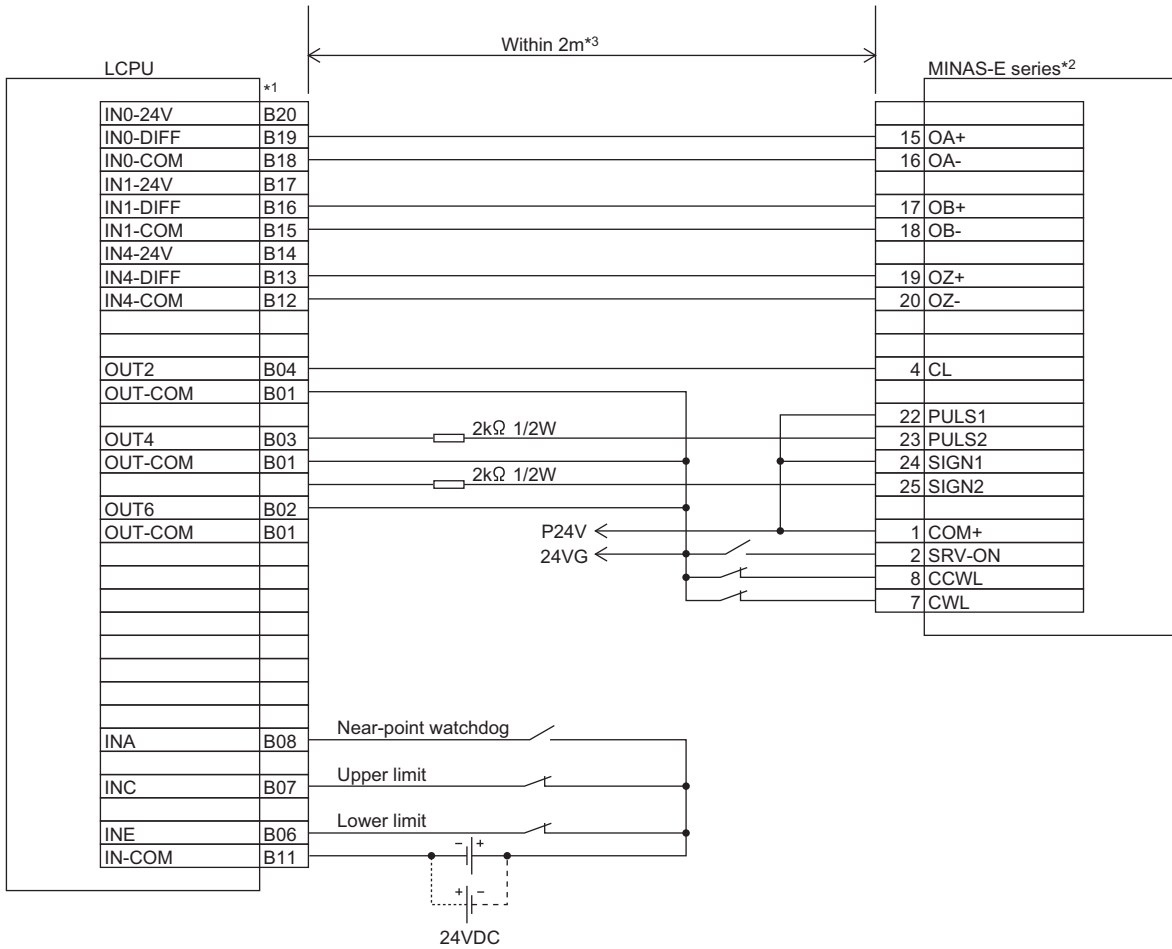 Within 2m*3
LCPU
MINAS-E series*2
*1
IN0-24V B20
IN0-DIFF B19 15 OA+
IN0-COM B18 16 OA-
IN1-24V B17
IN1-DIFF B16 17 OB+
IN1-COM B15 18 OB-
IN4-24V B14
IN4-DIFF B13 19 OZ+
IN4-COM B12 20 OZ-
OUT2 B04 4 CL
OUT-COM B01
22 PULS1
OUT4 B03 2kΩ 1/2W 23 PULS2
OUT-COM B01 24 SIGN1
2kΩ 1/2W 25 SIGN2
OUT6 B02
OUT-COM B01 P24V 1 COM+
24VG 2 SRV-ON
8 CCWL
7 CWL
INA B08 Near-point watchdog
INC B07 Upper limit
INE B06 Lower limit
IN-COM B11 - +
+ -
24VDC